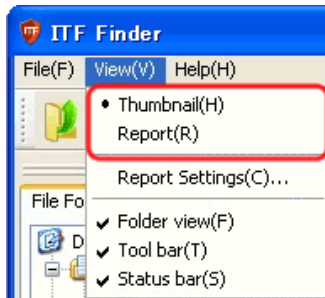 ITF Finder
File(F) View(V) Help(H)
Thumbnail(H)
Report(R)
Report Settings(C)...
File Fo
Folder view(F)
D
Tool bar(T)
Status bar(S)